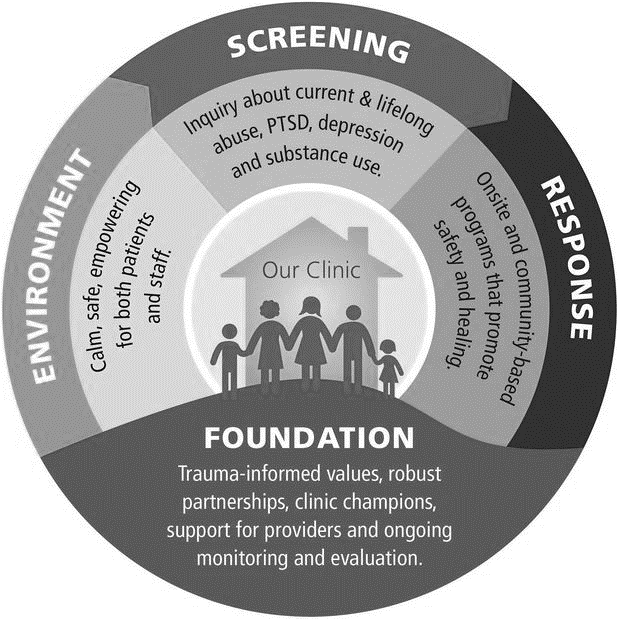 SCREENING
Inquiry about current & lifelong
abuse, PTSD, depression
and substance use.
ENVIRONMENT
Calm, safe, empowering
for both patients
and staff.
RESPONSE
Onsite and community-based
programs that promote
safety and healing.
Our Clinic
FOUNDATION
Trauma-informed values, robust
partnerships, clinic champions,
support for providers and ongoing
monitoring and evaluation.